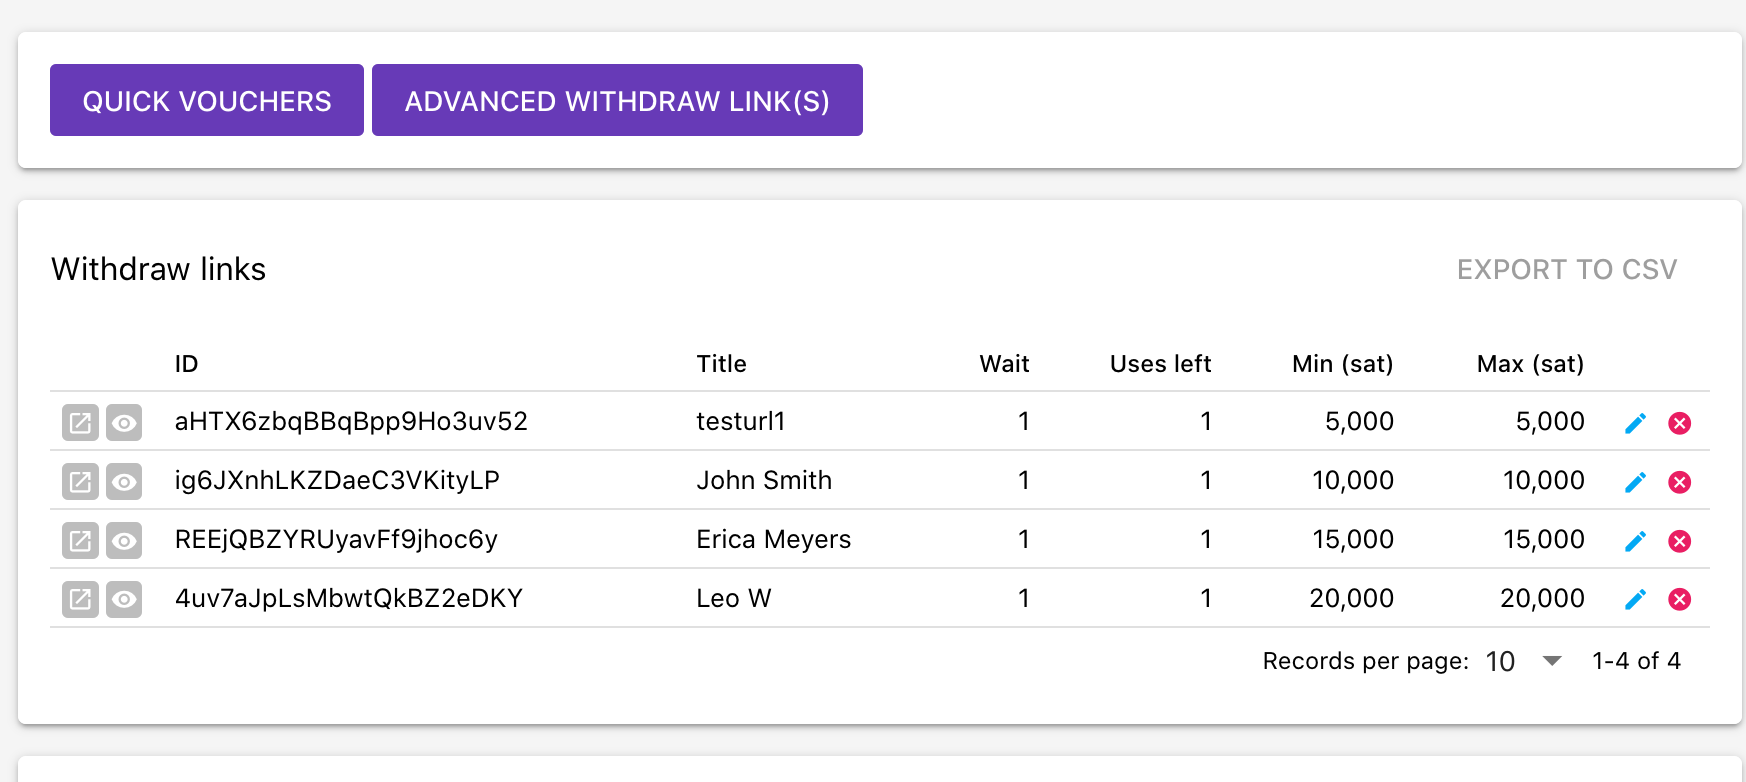 QUICK VOUCHERS ADVANCED WITHDRAW LINK(S)
Withdraw links EXPORT TO CSV
ID Title Wait Uses left Min (sat) Max (sat)
aHTX6zbqBBqBpp9Ho3uv52 testurl1 1 1 5,000 5,000
ig6JXnhLKZDaeC3VKityLP John Smith 1 1 10,000 10,000
REEjQBZYRUyavFf9jhoc6y Erica Meyers 1 1 15,000 15,000
4uv7aJpLsMbwtQkBZ2eDKY Leo W 1 1 20,000 20,000
Records per page: 10 1-4 of 4